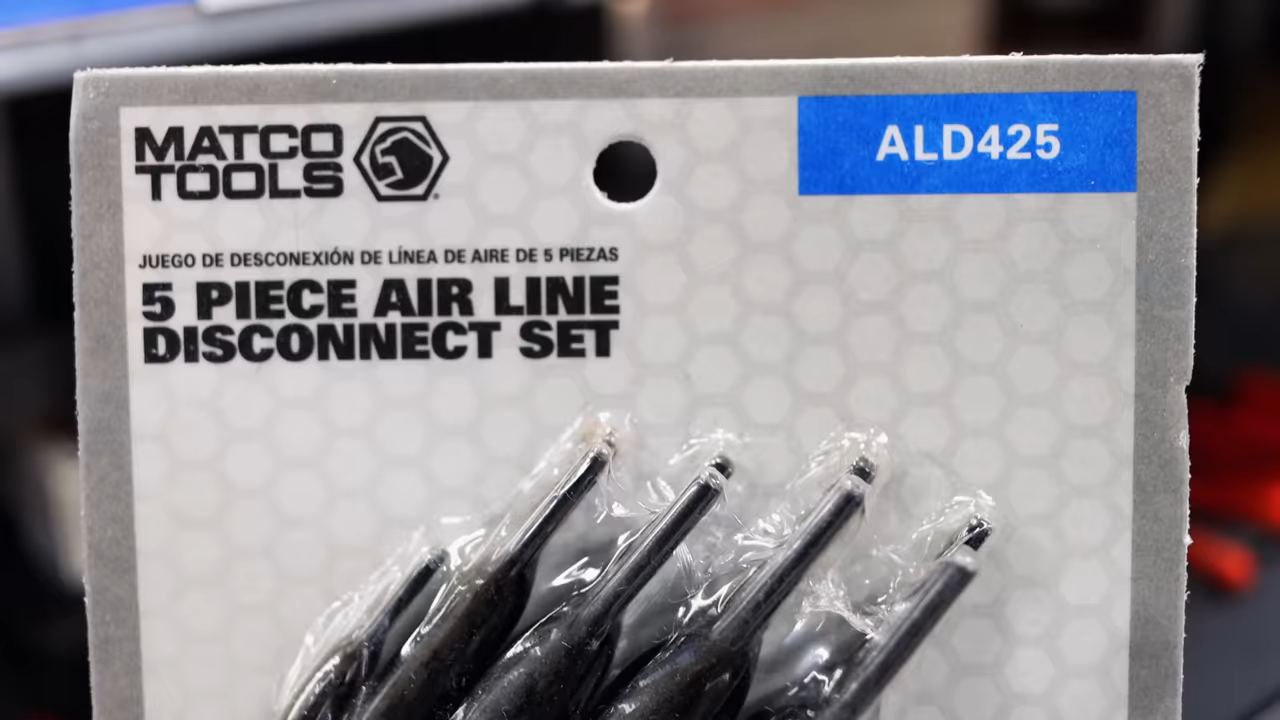 MATCO
TOOLS
ALD425
JUEGO DE DESCONEXIÓN DE LÍNEA DE AIRE DE 5 PIEZAS
5 PIECE AIR LINE
DISCONNECT SET